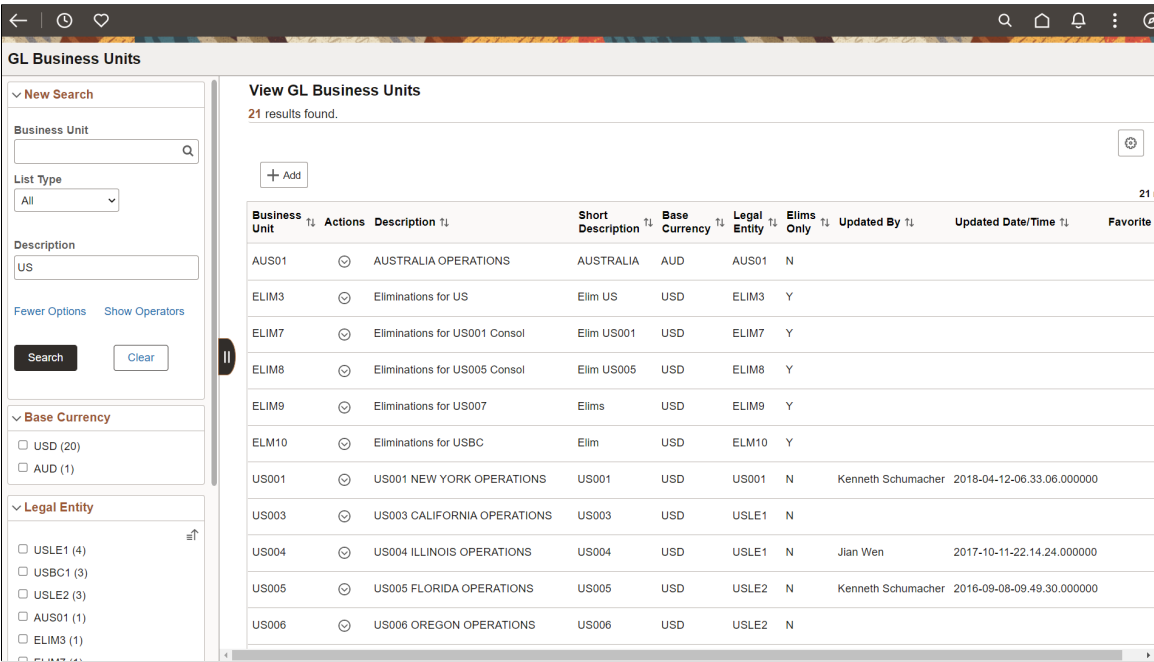 GL Business Units
New Search
Business Unit
List Type
All
Description
US
Fewer Options Show Operators
Search Clear
Base Currency
USD (20)
AUD (1)
Legal Entity
USLE1 (4)
USBC1 (3)
USLE2 (3)
AUS01 (1)
ELIM3 (1)
View GL Business Units
21 results found.
Add
21
Business Unit Actions Description Short Description Base Currency Legal Entity Elims Only Updated By Updated Date/Time Favorite
AUS01 AUSTRALIA OPERATIONS AUSTRALIA AUD AUS01 N
ELIM3 Eliminations for US Elim US USD ELIM3 Y
ELIM7 Eliminations for US001 Consol Elim US001 USD ELIM7 Y
ELIM8 Eliminations for US005 Consol Elim US005 USD ELIM8 Y
ELIM9 Eliminations for US007 Elims USD ELIM9 Y
ELM10 Eliminations for USBC Elim USD ELM10 Y
US001 US001 NEW YORK OPERATIONS US001 USD US001 N Kenneth Schumacher 2018-04-12-06.33.06.000000
US003 US003 CALIFORNIA OPERATIONS US003 USD USLE1 N
US004 US004 ILLINOIS OPERATIONS US004 USD USLE1 N Jian Wen 2017-10-11-22.14.24.000000
US005 US005 FLORIDA OPERATIONS US005 USD USLE2 N Kenneth Schumacher 2016-09-08-09.49.30.000000
US006 US006 OREGON OPERATIONS US006 USD USLE2 N